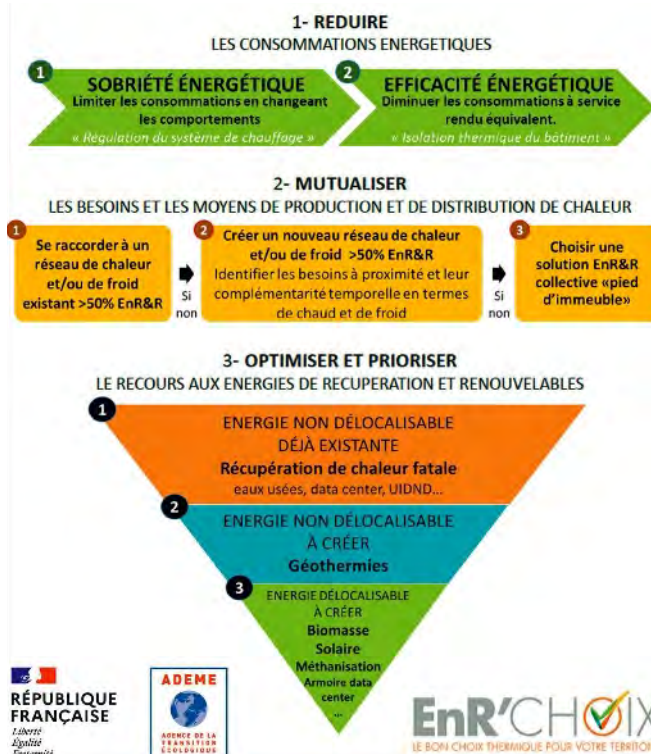 1- REDUIRE
LES CONSOMMATIONS ENERGETIQUES
1
SOBRIÉTÉ ÉNERGÉTIQUE
Limiter les consommations en changeant
les comportements
« Régulation du système de chauffage »
2
EFFICACITÉ ÉNERGÉTIQUE
Diminuer les consommations à service
rendu équivalent.
« Isolation thermique du bâtiment »
2- MUTUALISER
LES BESOINS ET LES MOYENS DE PRODUCTION ET DE DISTRIBUTION DE CHALEUR
1
Se raccorder à un
réseau de chaleur
et/ou de froid
existant >50% EnR&R
Si
non
2
Créer un nouveau réseau de chaleur
et/ou de froid >50% EnR&R
Identifier les besoins à proximité et leur
complémentarité temporelle en termes
de chaud et de froid
Si
non
3
Choisir une
solution EnR&R
collective «pied
d'immeuble»
3- OPTIMISER ET PRIORISER
LE RECOURS AUX ENERGIES DE RECUPERATION ET RENOUVELABLES
1
ENERGIE NON DÉLOCALISABLE
DÉJÀ EXISTANTE
Récupération de chaleur fatale
eaux usées, data center, UIDND...
2
ENERGIE NON DÉLOCALISABLE
À CRÉER
Géothermies
3
ENERGIE DÉLOCALISABLE
À CRÉER
Biomasse
Solaire
Méthanisation
Armoire data
center
...
RÉPUBLIQUE
FRANÇAISE
Liberté
Égalité
Fraternité
ADEME
AGENCE DE LA
TRANSITION
ÉCOLOGIQUE
EnR'CHOIX
LE BON CHOIX THERMIQUE POUR VOTRE TERRITOI